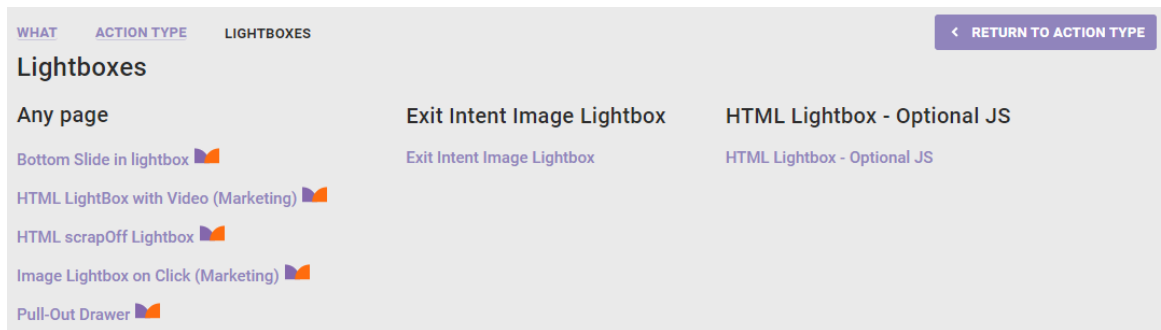 WHAT ACTION TYPE LIGHTBOXES
< RETURN TO ACTION TYPE
Lightboxes
Any page
Bottom Slide in lightbox
HTML LightBox with Video (Marketing)
HTML scrapOff Lightbox
Image Lightbox on Click (Marketing)
Pull-Out Drawer
Exit Intent Image Lightbox
Exit Intent Image Lightbox
HTML Lightbox - Optional JS
HTML Lightbox - Optional JS